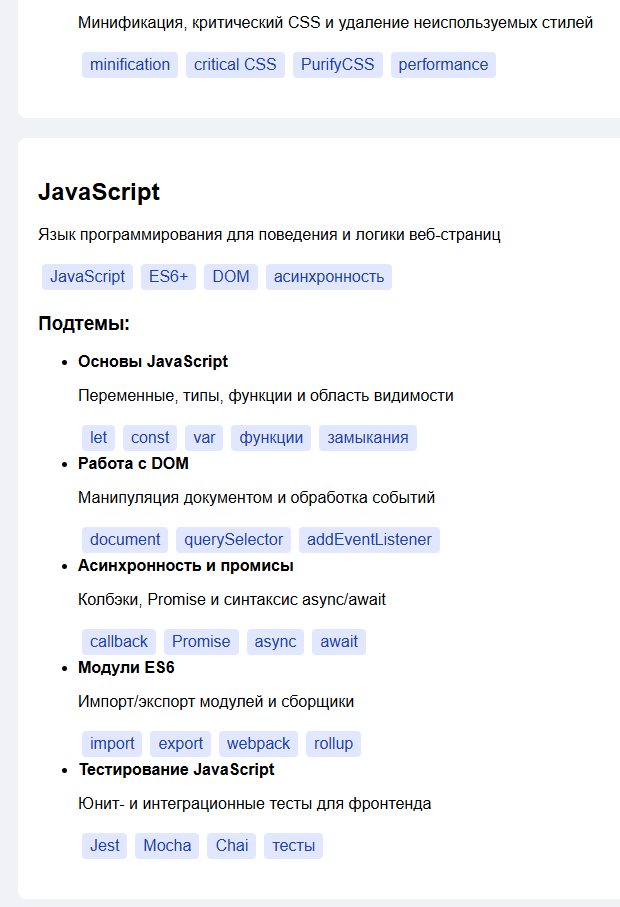 Минификация, критический CSS и удаление неиспользуемых стилей
minification critical CSS PurifyCSS performance
JavaScript
Язык программирования для поведения и логики веб-страниц
JavaScript ES6+ DOM асинхронность
Подтемы:
• Основы JavaScript
Переменные, типы, функции и область видимости
let const var функции замыкания
• Работа с DOM
Манипуляция документом и обработка событий
document querySelector addEventListener
• Асинхронность и промисы
Колбэки, Promise и синтаксис async/await
callback Promise async await
• Модули ES6
Импорт/экспорт модулей и сборщики
import export webpack rollup
• Тестирование JavaScript
Юнит- и интеграционные тесты для фронтенда
Jest Mocha Chai тесты